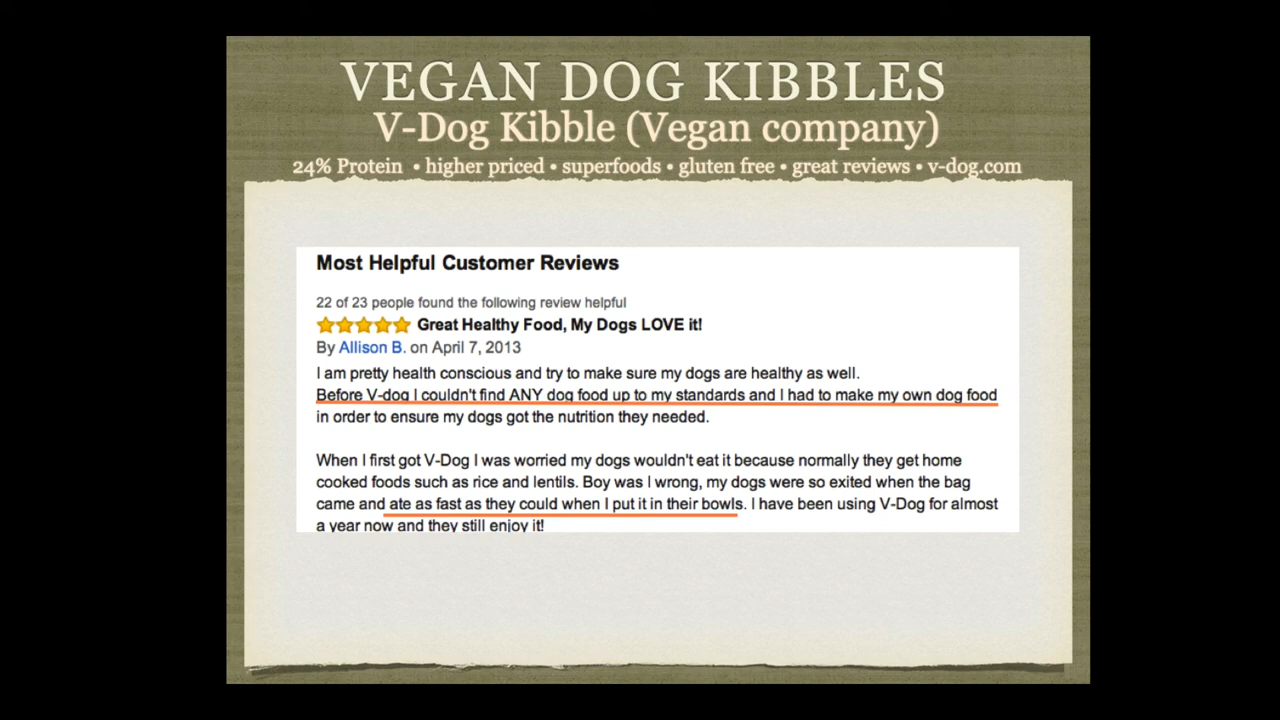 VEGAN DOG KIBBLES
V-Dog Kibble (Vegan company)
24% Protein • higher priced • superfoods • gluten free • great reviews • v-dog.com
Most Helpful Customer Reviews
22 of 23 people found the following review helpful
Great Healthy Food, My Dogs LOVE it!
By Allison B. on April 7, 2013
I am pretty health conscious and try to make sure my dogs are healthy as well.
Before V-dog I couldn't find ANY dog food up to my standards and I had to make my own dog food
in order to ensure my dogs got the nutrition they needed.
When I first got V-Dog I was worried my dogs wouldn't eat it because normally they get home
cooked foods such as rice and lentils. Boy was I wrong, my dogs were so exited when the bag
came and ate as fast as they could when I put it in their bowls. I have been using V-Dog for almost
a year now and they still enjoy it!